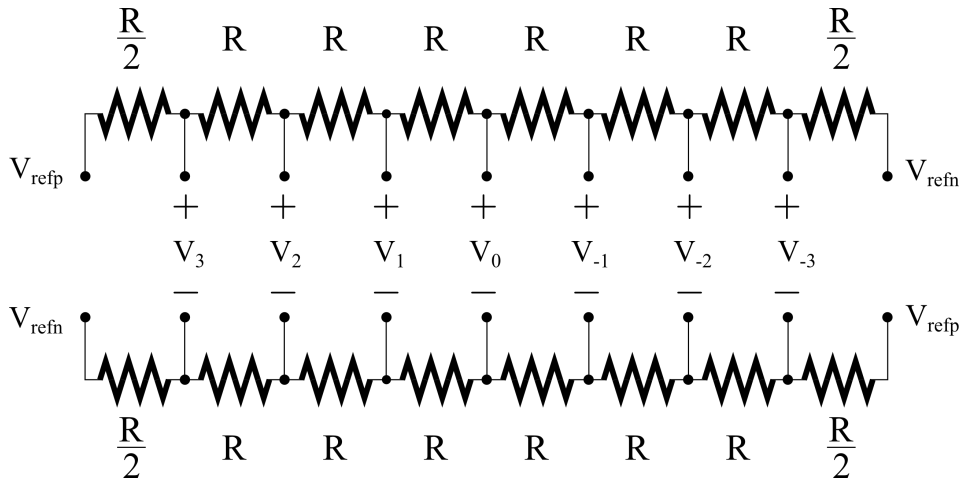 R/2 R R R R R R R/2
V_refp V_refn
+ + + + + + +
V_3 V_2 V_1 V_0 V_-1 V_-2 V_-3
− − − − − − −
V_refn V_refp
R/2 R R R R R R R/2